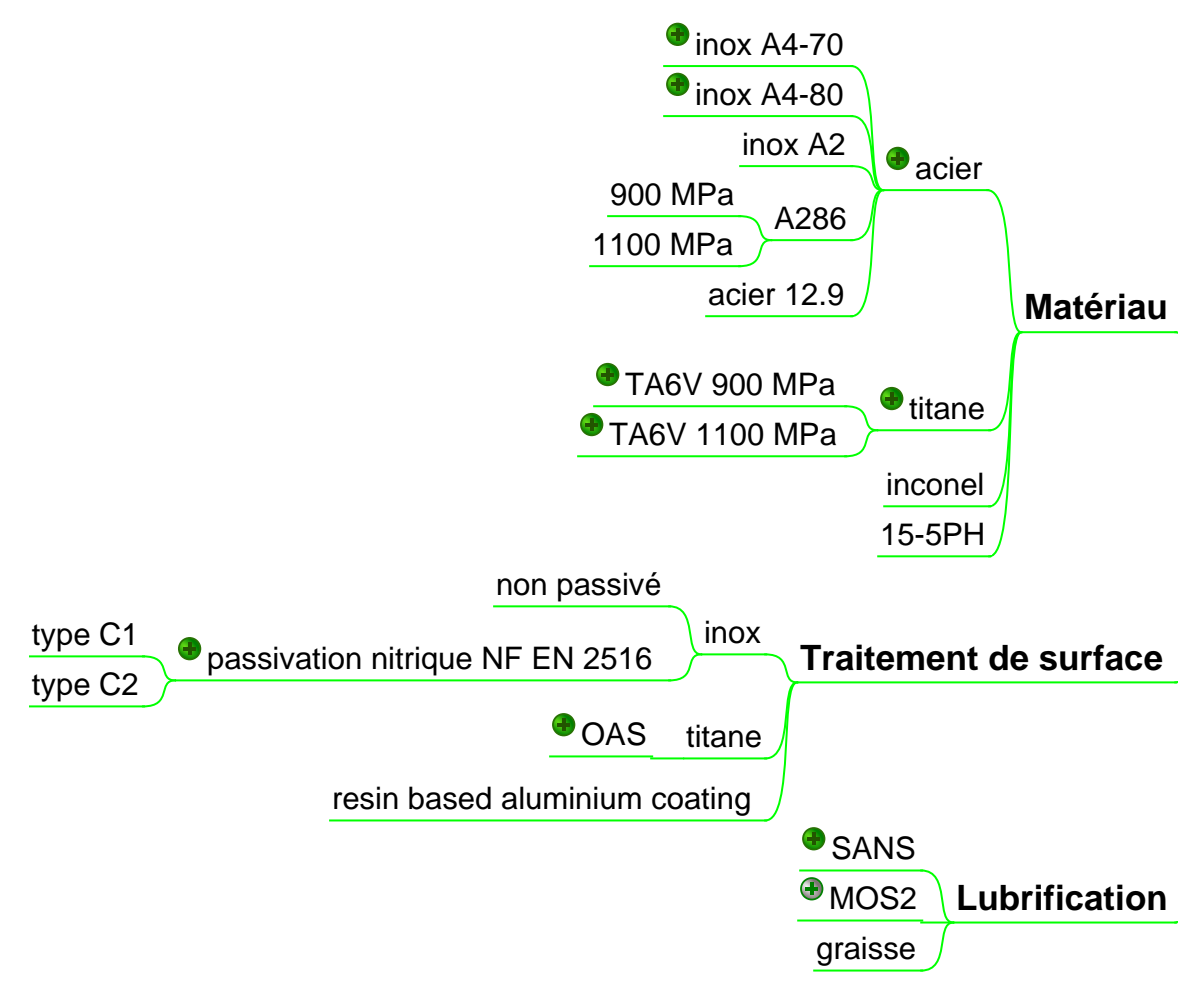 inox A4-70
inox A4-80
inox A2
acier
900 MPa
A286
1100 MPa
acier 12.9
Matériau
TA6V 900 MPa
titane
TA6V 1100 MPa
inconel
15-5PH
non passivé
type C1
inox
passivation nitrique NF EN 2516
Traitement de surface
type C2
OAS
titane
resin based aluminium coating
SANS
MOS2
Lubrification
graisse